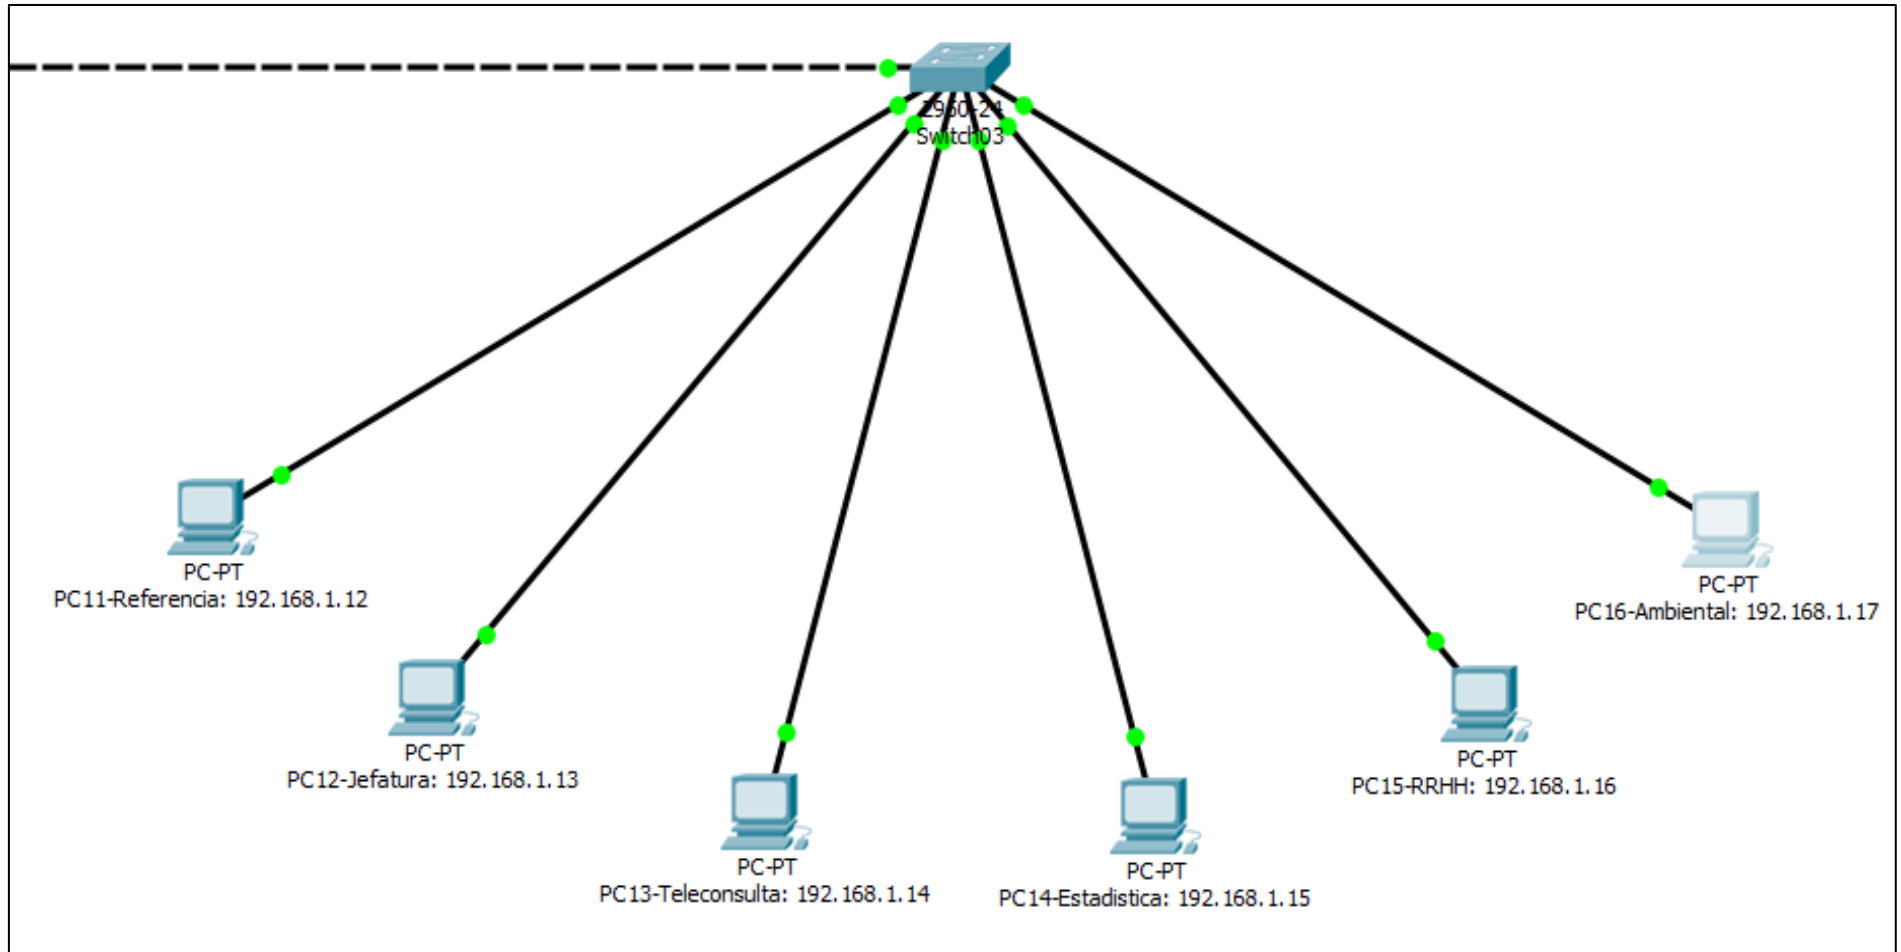 2960-24
Switch03
PC-PT
PC11-Referencia: 192.168.1.12
PC-PT
PC12-Jefatura: 192.168.1.13
PC-PT
PC13-Teleconsulta: 192.168.1.14
PC-PT
PC14-Estadistica: 192.168.1.15
PC-PT
PC15-RRHH: 192.168.1.16
PC-PT
PC16-Ambiental: 192.168.1.17